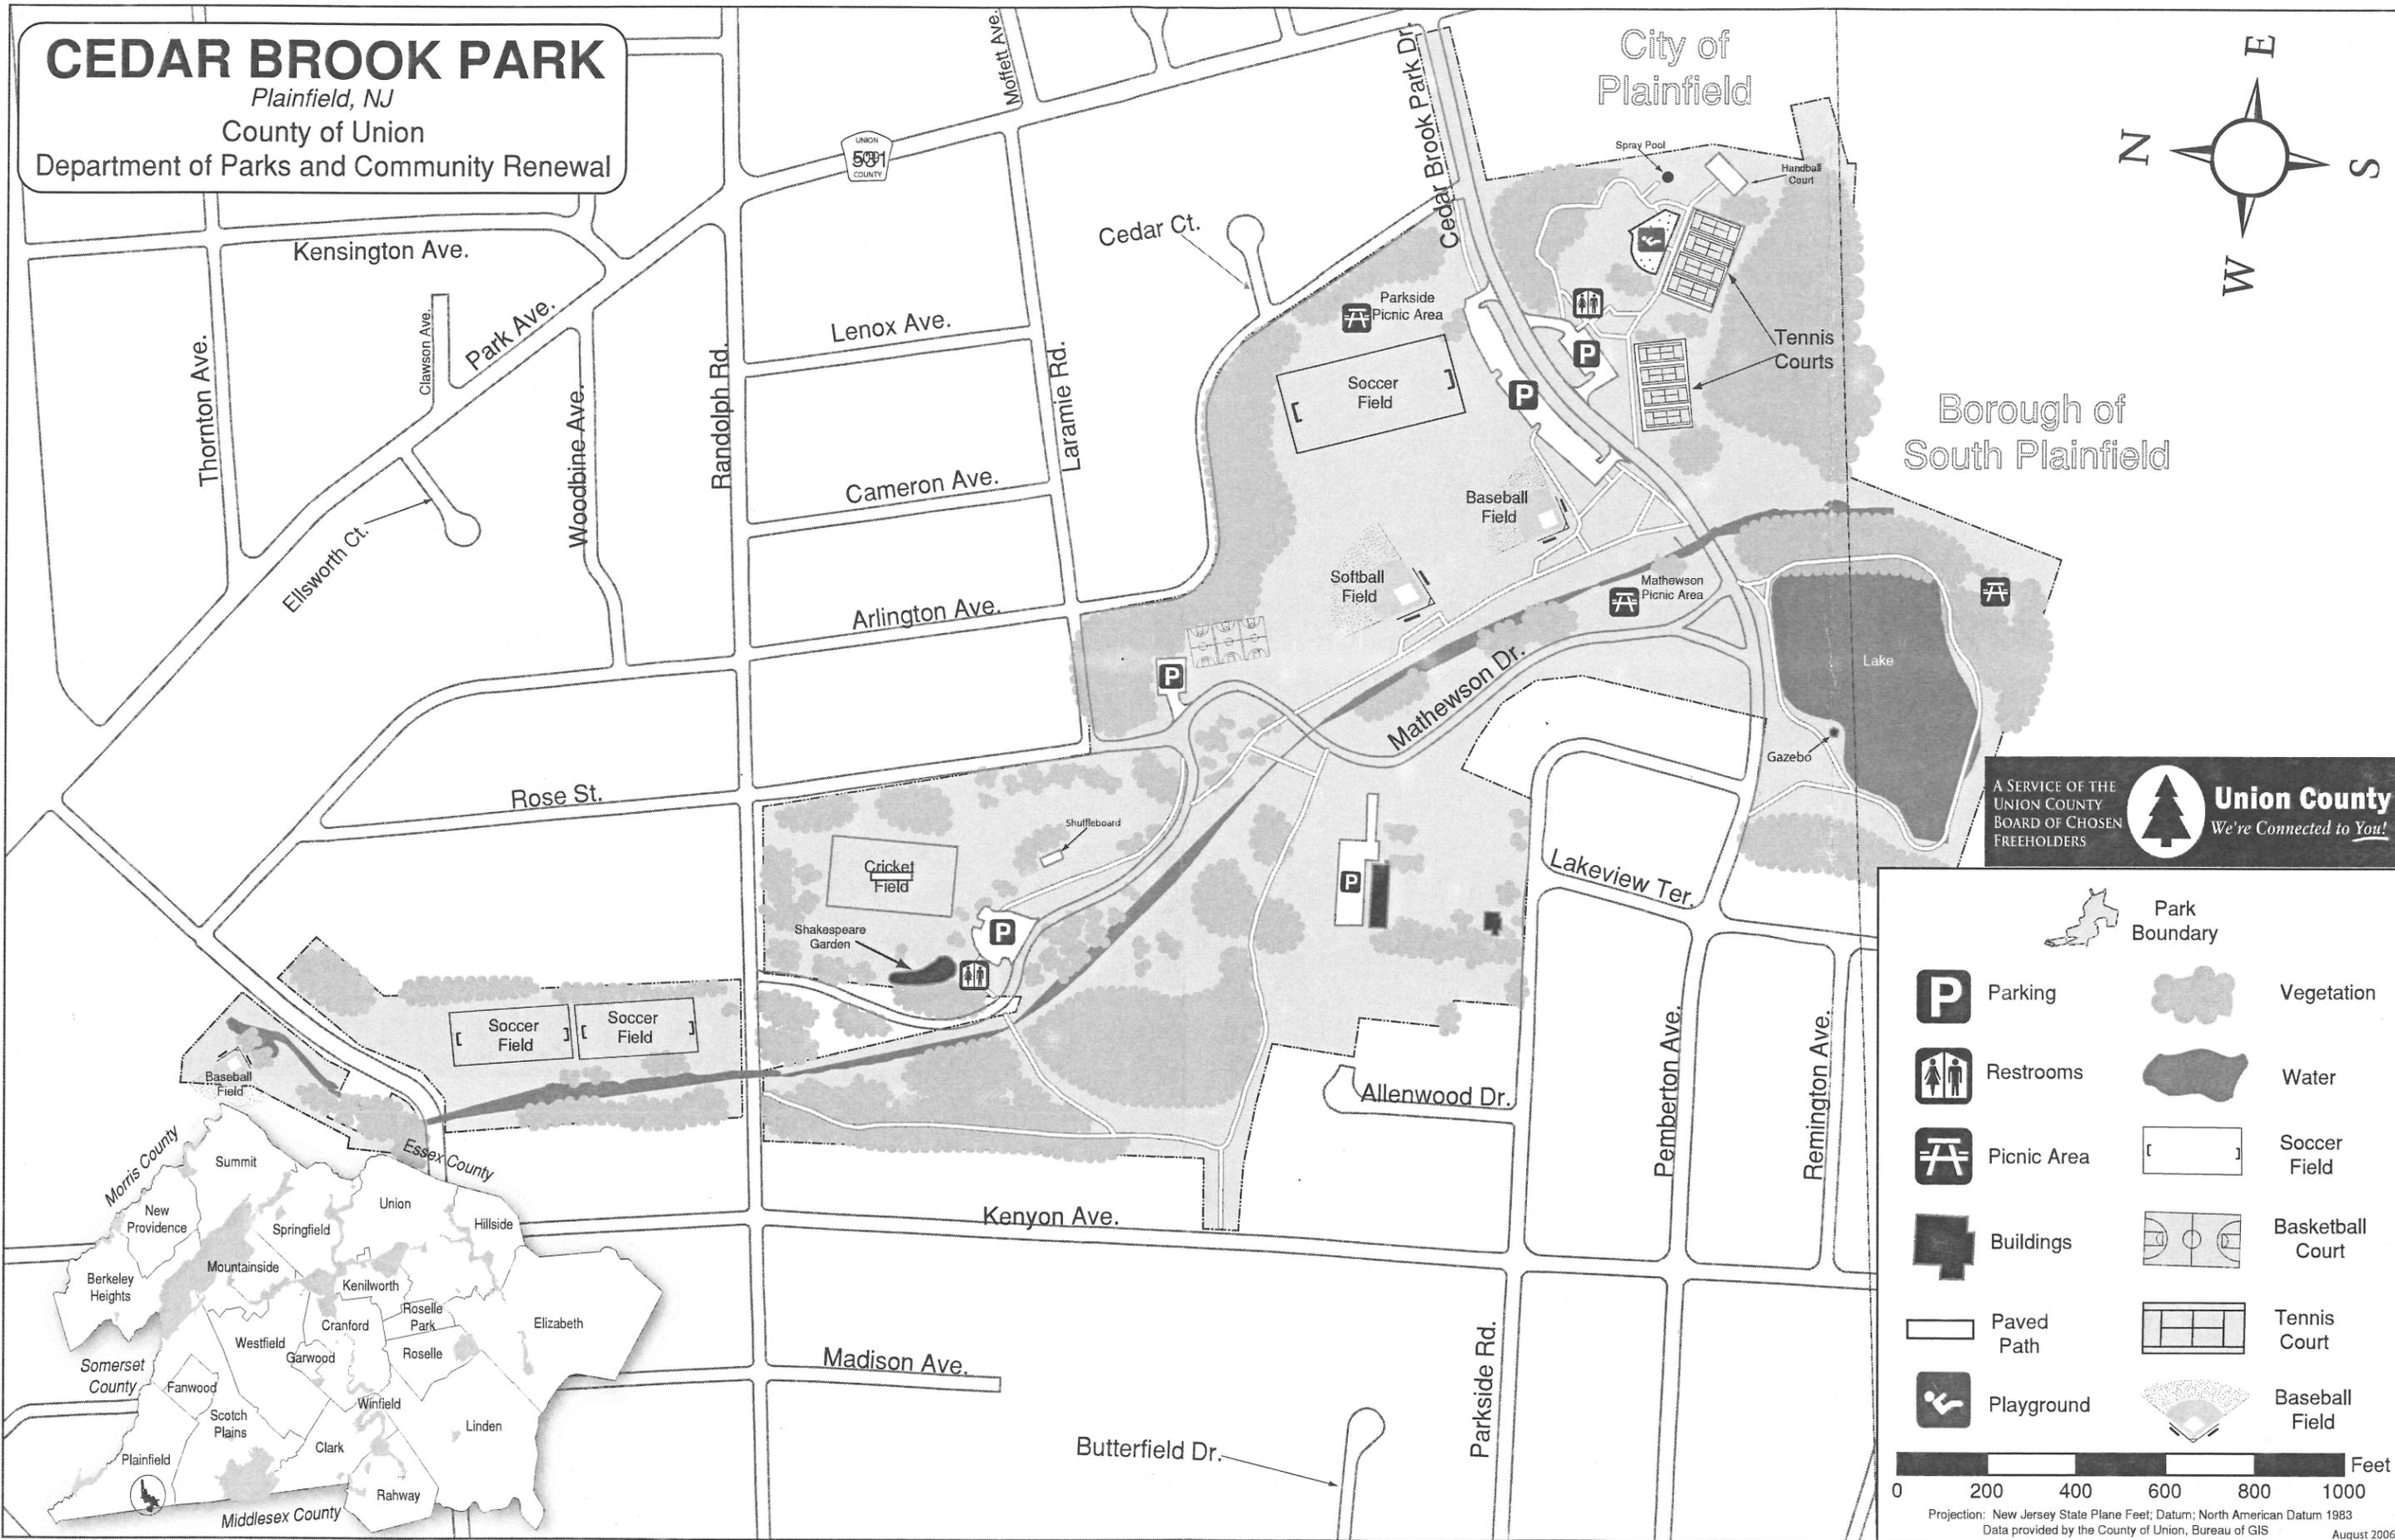 CEDAR BROOK PARK
Plainfield, NJ
County of Union
Department of Parks and Community Renewal
Moffett Ave.
Cedar Brook Park Dr.
City of
Plainfield
E
N
S
W
UNION
COUNTY
Spray Pool
Handball
Court
Kensington Ave.
Cedar Ct.
Cedar Brook Park Dr.
Thornton Ave.
Clawson Ave.
Park Ave.
Woodbine Ave.
Randolph Rd.
Lenox Ave.
Laramie Rd.
Parkside
Picnic Area
Soccer
Field
P
P
Tennis
Courts
Borough of
South Plainfield
Cameron Ave.
Baseball
Field
Ellsworth Ct.
Arlington Ave.
Softball
Field
Mathewson
Picnic Area
Lake
P
Mathewson Dr.
Gazebo
Rose St.
Shuffleboard
Cricket
Field
P
Lakeview Ter.
Shakespeare
Garden
P
Soccer
Field
Soccer
Field
Baseball
Field
Allenwood Dr.
Pemberton Ave.
Remington Ave.
Kenyon Ave.
Madison Ave.
Parkside Rd.
Butterfield Dr.
Morris County
Essex County
Summit
Union
New
Providence
Springfield
Hillside
Berkeley
Heights
Mountainside
Kenilworth
Roselle
Park
Cranford
Elizabeth
Westfield
Garwood
Roselle
Somerset
County
Fanwood
Winfield
Scotch
Plains
Linden
Clark
Plainfield
Rahway
Middlesex County
A SERVICE OF THE
UNION COUNTY
BOARD OF CHOSEN
FREEHOLDERS
Union County
We're Connected to You!
Park
Boundary
P
Parking
Vegetation
Restrooms
Water
Picnic Area
Soccer
Field
Buildings
Basketball
Court
Paved
Path
Tennis
Court
Playground
Baseball
Field
Feet
0 200 400 600 800 1000
Projection: New Jersey State Plane Feet; Datum; North American Datum 1983
Data provided by the County of Union, Bureau of GIS
August 2006